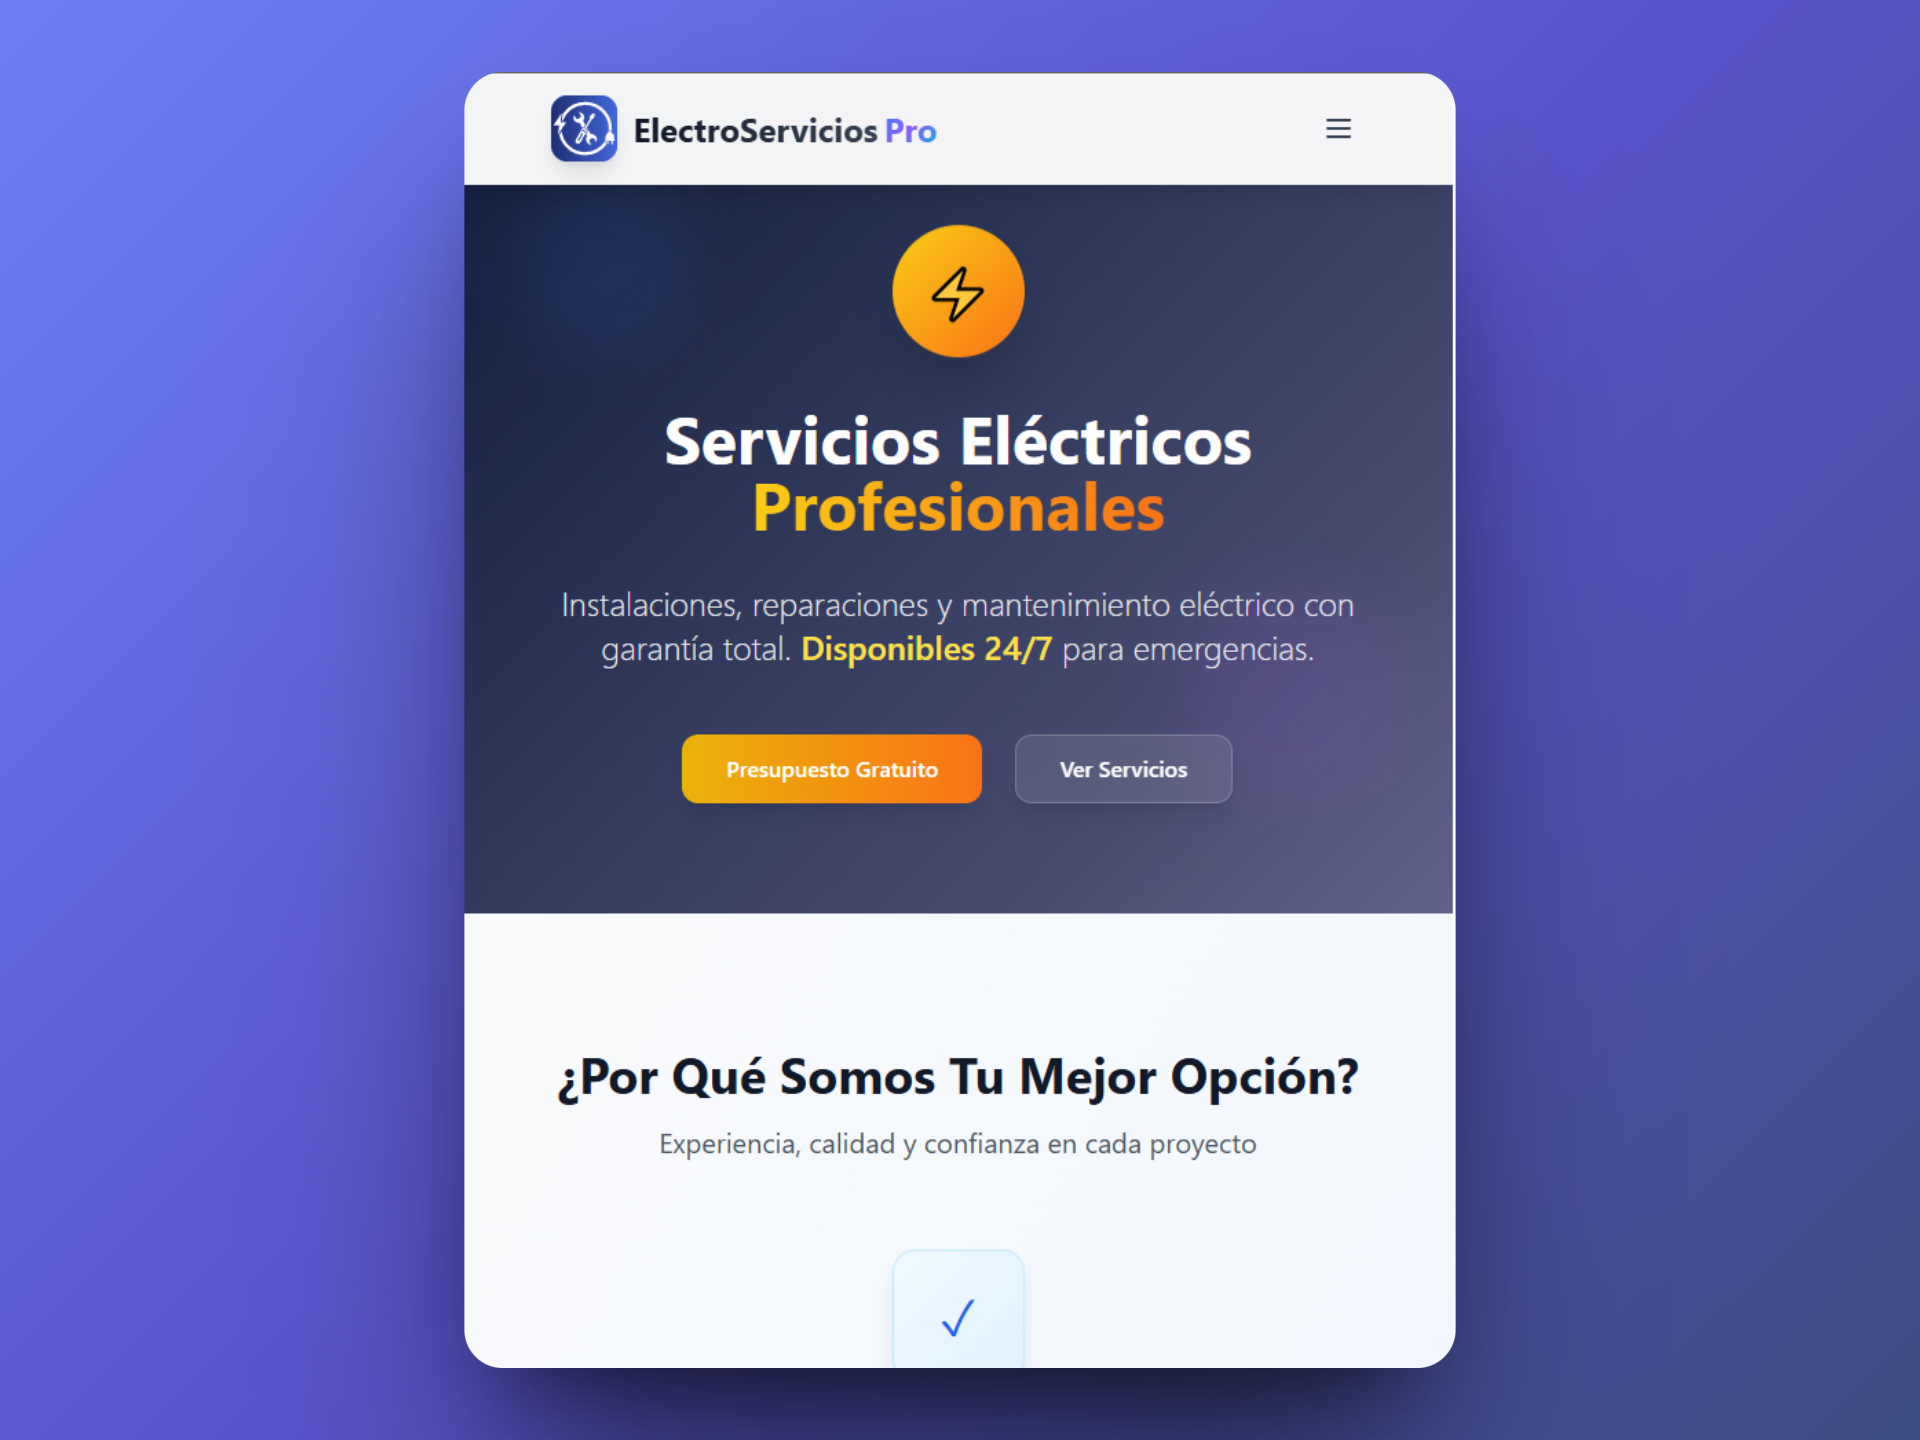 ElectroServicios Pro
Servicios Eléctricos
Profesionales
Instalaciones, reparaciones y mantenimiento eléctrico con
garantía total. Disponibles 24/7 para emergencias.
Presupuesto Gratuito
Ver Servicios
¿Por Qué Somos Tu Mejor Opción?
Experiencia, calidad y confianza en cada proyecto